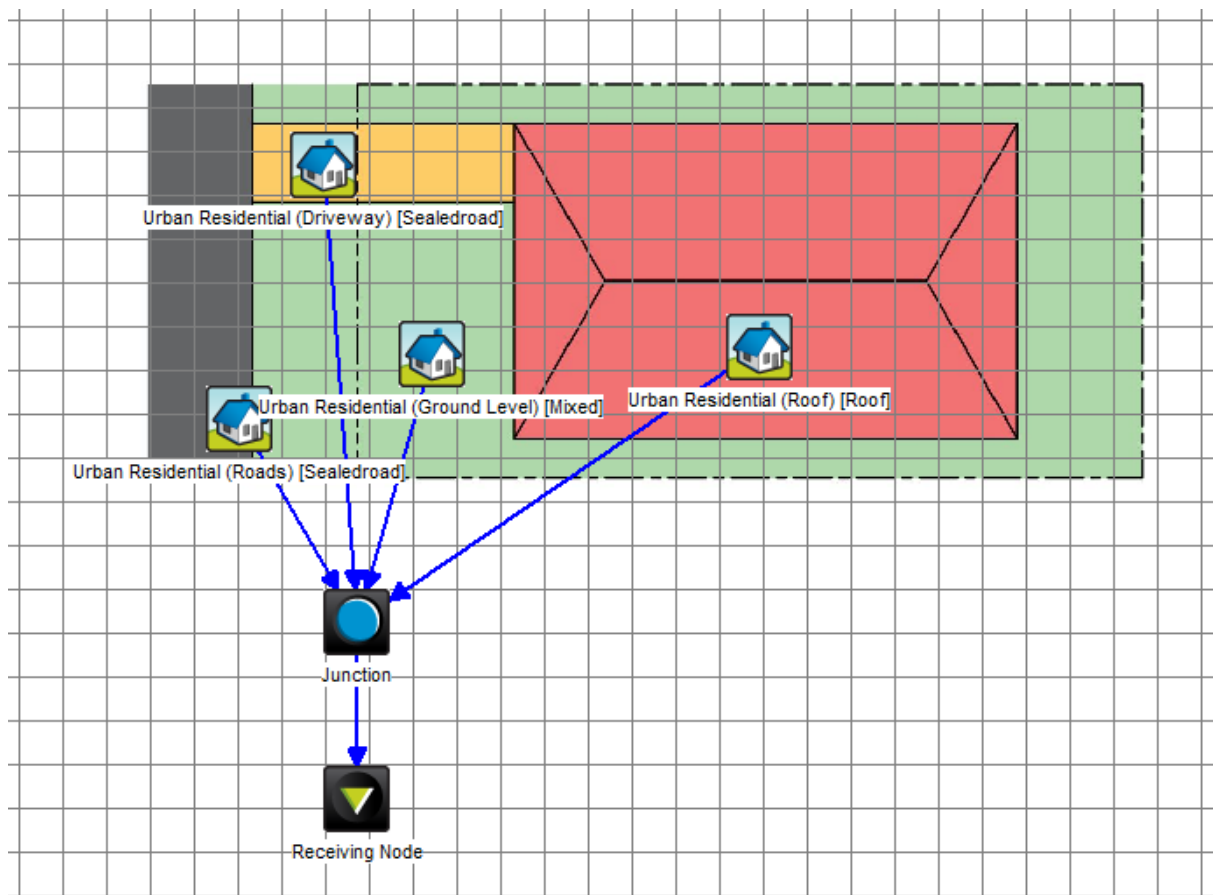 Urban Residential (Driveway) [Sealedroad]
Urban Residential (Roof) [Roof]
Urban Residential (Ground Level) [Mixed]
Urban Residential (Roads) [Sealedroad]
Junction
Receiving Node